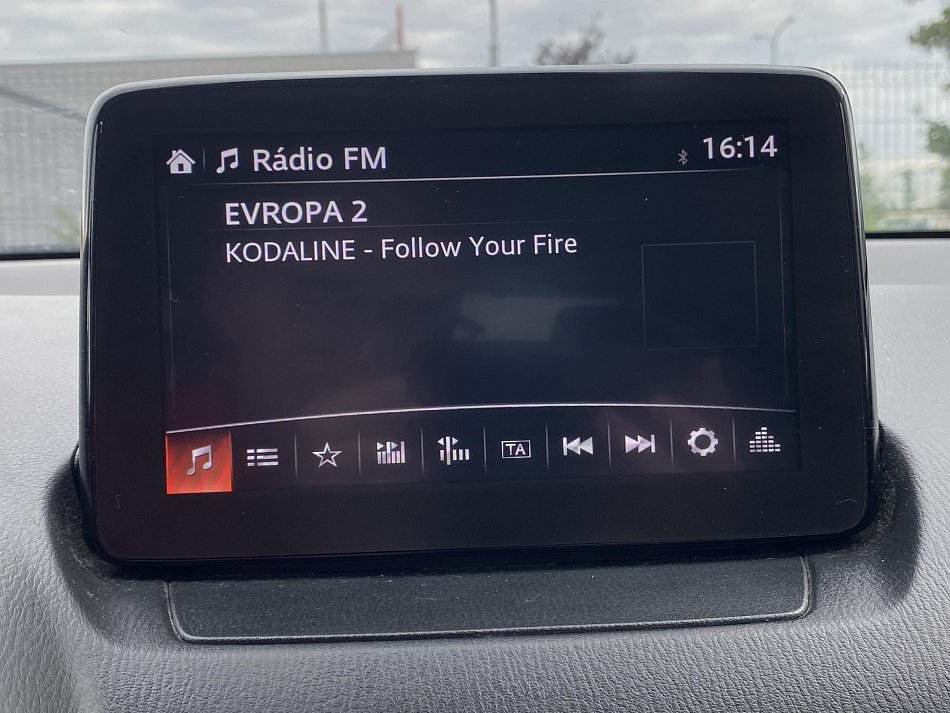 Rádio FM 16:14
EVROPA 2
KODALINE - Follow Your Fire
TA